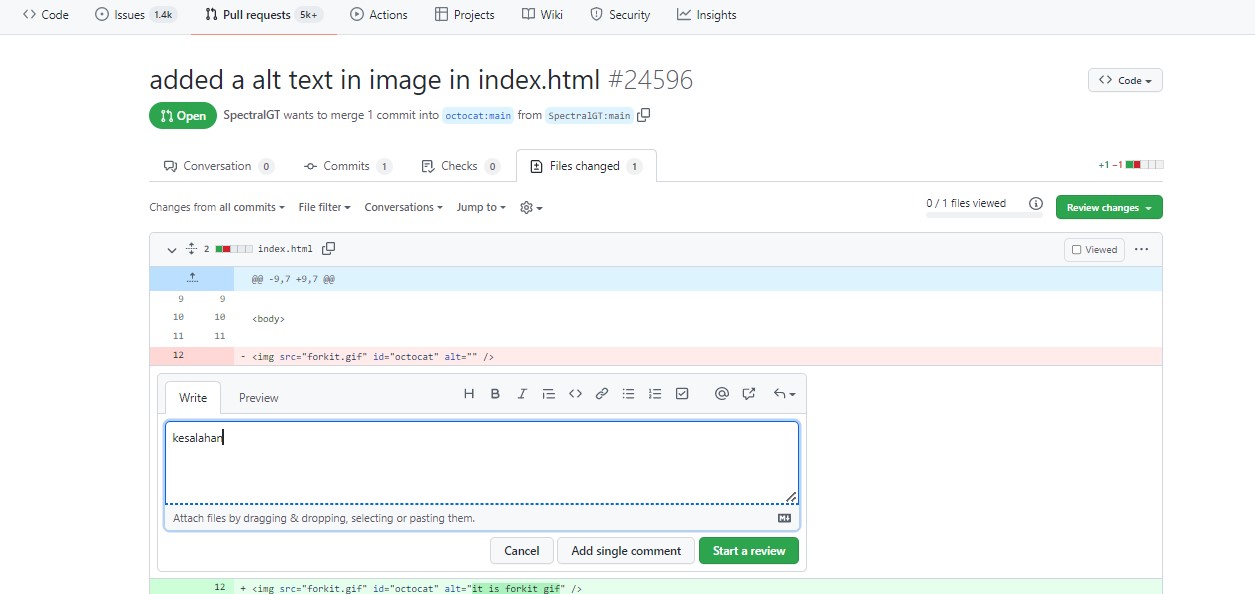 Code Issues 1.4k Pull requests 5k+ Actions Projects Wiki Security Insights
added a alt text in image in index.html #24596
Code
Open SpectralGT wants to merge 1 commit into octocat:main from SpectralGT:main
Conversation 0 Commits 1 Checks 0 Files changed 1 +1 −1
Changes from all commits File filter Conversations Jump to 0 / 1 files viewed Review changes
2 index.html Viewed
@@ -9,7 +9,7 @@
9 9
10 10 <body>
11 11
12 - <img src="forkit.gif" id="octocat" alt="" />
Write Preview
kesalahan
Attach files by dragging & dropping, selecting or pasting them.
Cancel Add single comment Start a review
12 + <img src="forkit.gif" id="octocat" alt="it is forkit gif" />